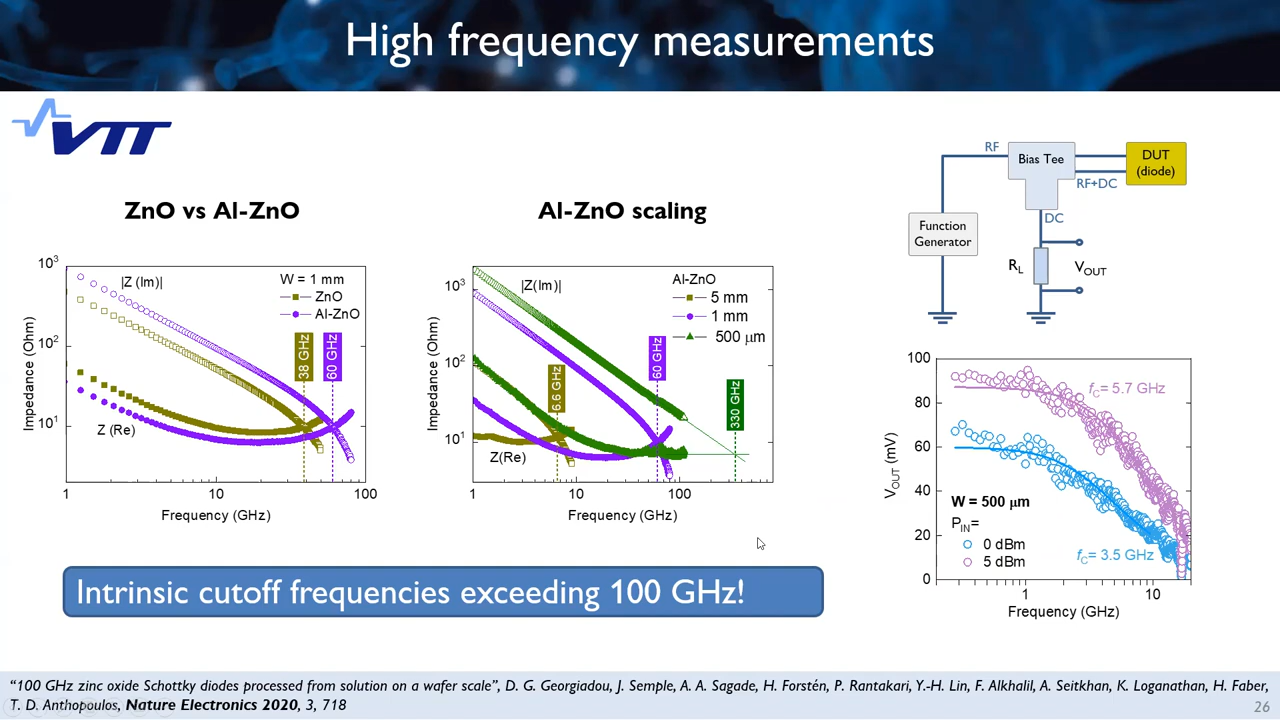 High frequency measurements
VTT
ZnO vs Al-ZnO
10³
10²
10¹
Impedance (Ohm)
|Z (Im)|
Z (Re)
W = 1 mm
ZnO
Al-ZnO
38 GHz
60 GHz
1
10
100
Frequency (GHz)
Al-ZnO scaling
10³
10²
10¹
Impedance (Ohm)
|Z(Im)|
Z(Re)
Al-ZnO
5 mm
1 mm
500 μm
6.6 GHz
60 GHz
330 GHz
1
10
100
Frequency (GHz)
Intrinsic cutoff frequencies exceeding 100 GHz!
RF
Bias Tee
DUT
(diode)
RF+DC
DC
Function
Generator
R_L
V_OUT
100
80
60
40
20
0
V_OUT (mV)
f_C= 5.7 GHz
W = 500 μm
P_IN=
0 dBm
5 dBm
f_C= 3.5 GHz
1
10
Frequency (GHz)
“100 GHz zinc oxide Schottky diodes processed from solution on a wafer scale”, D. G. Georgiadou, J. Semple, A. A. Sagade, H. Forstén, P. Rantakari, Y.-H. Lin, F. Alkhalil, A. Seitkhan, K. Loganathan, H. Faber,
T. D. Anthopoulos, Nature Electronics 2020, 3, 718
26